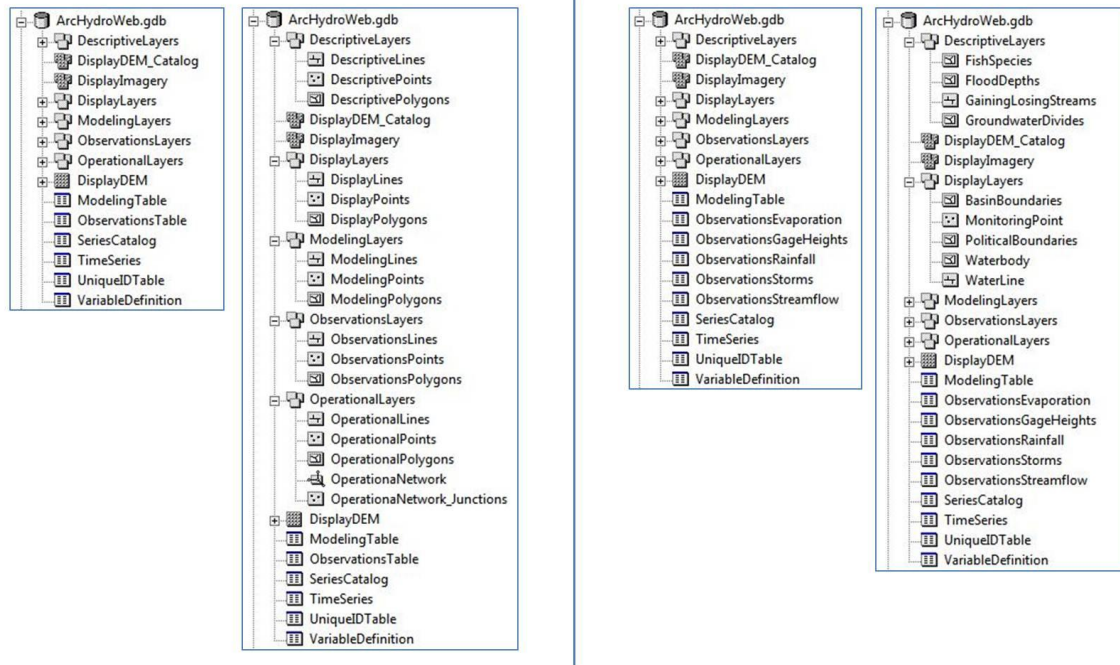 ArcHydroWeb.gdb
DescriptiveLayers
DisplayDEM_Catalog
DisplayImagery
DisplayLayers
ModelingLayers
ObservationsLayers
OperationalLayers
DisplayDEM
ModelingTable
ObservationsTable
SeriesCatalog
TimeSeries
UniqueIDTable
VariableDefinition
ArcHydroWeb.gdb
DescriptiveLayers
DescriptiveLines
DescriptivePoints
DescriptivePolygons
DisplayDEM_Catalog
DisplayImagery
DisplayLayers
DisplayLines
DisplayPoints
DisplayPolygons
ModelingLayers
ModelingLines
ModelingPoints
ModelingPolygons
ObservationsLayers
ObservationsLines
ObservationsPoints
ObservationsPolygons
OperationalLayers
OperationalLines
OperationalPoints
OperationalPolygons
OperationaNetwork
OperationaNetwork_Junctions
DisplayDEM
ModelingTable
ObservationsTable
SeriesCatalog
TimeSeries
UniqueIDTable
VariableDefinition
ArcHydroWeb.gdb
DescriptiveLayers
DisplayDEM_Catalog
DisplayImagery
DisplayLayers
ModelingLayers
ObservationsLayers
OperationalLayers
DisplayDEM
ModelingTable
ObservationsEvaporation
ObservationsGageHeights
ObservationsRainfall
ObservationsStorms
ObservationsStreamflow
SeriesCatalog
TimeSeries
UniqueIDTable
VariableDefinition
ArcHydroWeb.gdb
DescriptiveLayers
FishSpecies
FloodDepths
GainingLosingStreams
GroundwaterDivides
DisplayDEM_Catalog
DisplayImagery
DisplayLayers
BasinBoundaries
MonitoringPoint
PoliticalBoundaries
Waterbody
WaterLine
ModelingLayers
ObservationsLayers
OperationalLayers
DisplayDEM
ModelingTable
ObservationsEvaporation
ObservationsGageHeights
ObservationsRainfall
ObservationsStorms
ObservationsStreamflow
SeriesCatalog
TimeSeries
UniqueIDTable
VariableDefinition